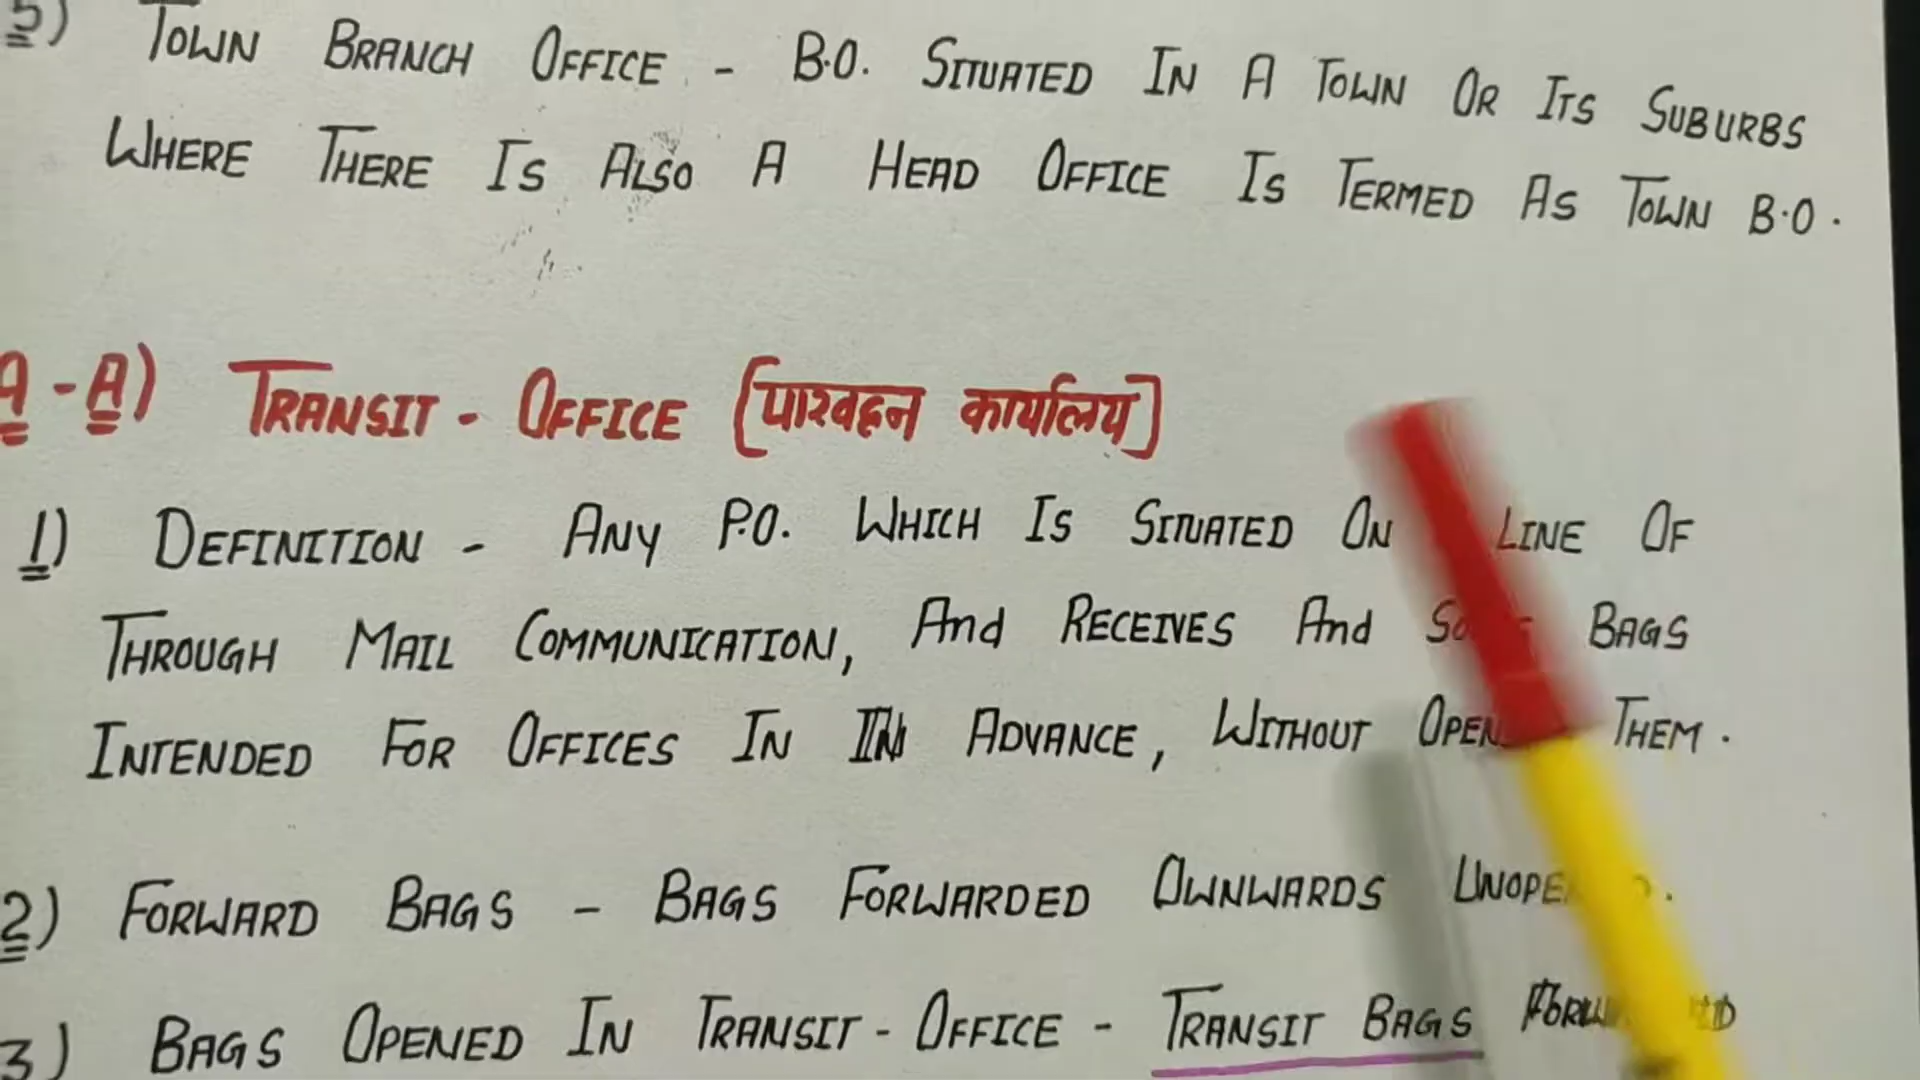 5) TOWN BRANCH OFFICE - B.O. SITUATED IN A TOWN OR ITS SUBURBS
WHERE THERE IS ALSO A HEAD OFFICE IS TERMED AS TOWN B.O.
A-A) TRANSIT - OFFICE [पारवहन कार्यालय]
1) DEFINITION - ANY P.O. WHICH IS SITUATED ON LINE OF
THROUGH MAIL COMMUNICATION, And RECEIVES And BAGS
INTENDED FOR OFFICES IN ADVANCE, WITHOUT THEM.
2) FORWARD BAGS - BAGS FORWARDED OWNWARDS
3) BAGS OPENED IN TRANSIT - OFFICE - TRANSIT BAGS